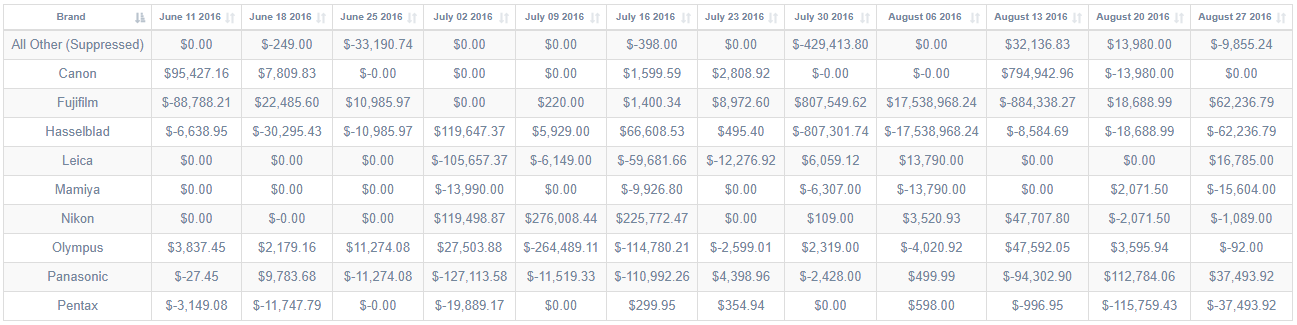 Brand June 11 2016 June 18 2016 June 25 2016 July 02 2016 July 09 2016 July 16 2016 July 23 2016 July 30 2016 August 06 2016 August 13 2016 August 20 2016 August 27 2016
All Other (Suppressed) $0.00 $-249.00 $-33,190.74 $0.00 $0.00 $-398.00 $0.00 $-429,413.80 $0.00 $32,136.83 $13,980.00 $-9,855.24
Canon $95,427.16 $7,809.83 $-0.00 $0.00 $0.00 $1,599.59 $2,808.92 $-0.00 $-0.00 $794,942.96 $-13,980.00 $0.00
Fujifilm $-88,788.21 $22,485.60 $10,985.97 $0.00 $220.00 $1,400.34 $8,972.60 $807,549.62 $17,538,968.24 $-884,338.27 $18,688.99 $62,236.79
Hasselblad $-6,638.95 $-30,295.43 $-10,985.97 $119,647.37 $5,929.00 $66,608.53 $495.40 $-807,301.74 $-17,538,968.24 $-8,584.69 $-18,688.99 $-62,236.79
Leica $0.00 $0.00 $0.00 $-105,657.37 $-6,149.00 $-59,681.66 $-12,276.92 $6,059.12 $13,790.00 $0.00 $0.00 $16,785.00
Mamiya $0.00 $0.00 $0.00 $-13,990.00 $0.00 $-9,926.80 $0.00 $-6,307.00 $-13,790.00 $0.00 $2,071.50 $-15,604.00
Nikon $0.00 $-0.00 $0.00 $119,498.87 $276,008.44 $225,772.47 $0.00 $109.00 $3,520.93 $47,707.80 $-2,071.50 $-1,089.00
Olympus $3,837.45 $2,179.16 $11,274.08 $27,503.88 $-264,489.11 $-114,780.21 $-2,599.01 $2,319.00 $-4,020.92 $47,592.05 $3,595.94 $-92.00
Panasonic $-27.45 $9,783.68 $-11,274.08 $-127,113.58 $-11,519.33 $-110,992.26 $4,398.96 $-2,428.00 $499.99 $-94,302.90 $112,784.06 $37,493.92
Pentax $-3,149.08 $-11,747.79 $-0.00 $-19,889.17 $0.00 $299.95 $354.94 $0.00 $598.00 $-996.95 $-115,759.43 $-37,493.92